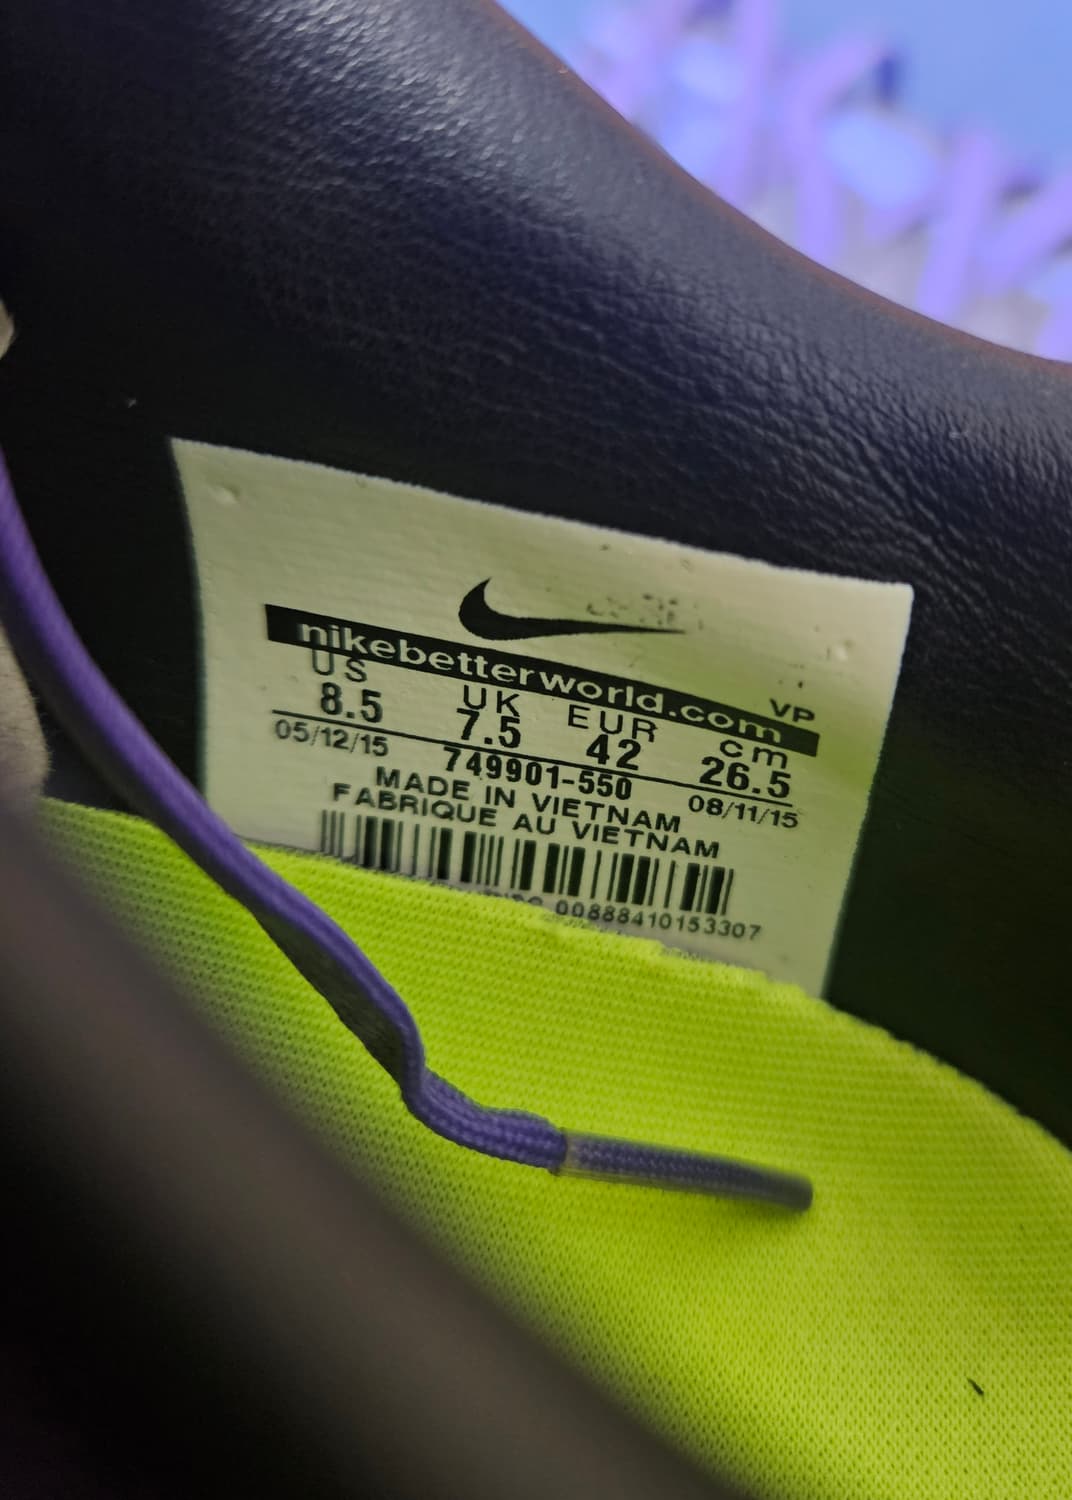 nikebetterworld.com
VP
US UK EUR cm
8.5 7.5 42 26.5
05/12/15 749901-550 08/11/15
MADE IN VIETNAM
FABRIQUE AU VIETNAM
00888410153307